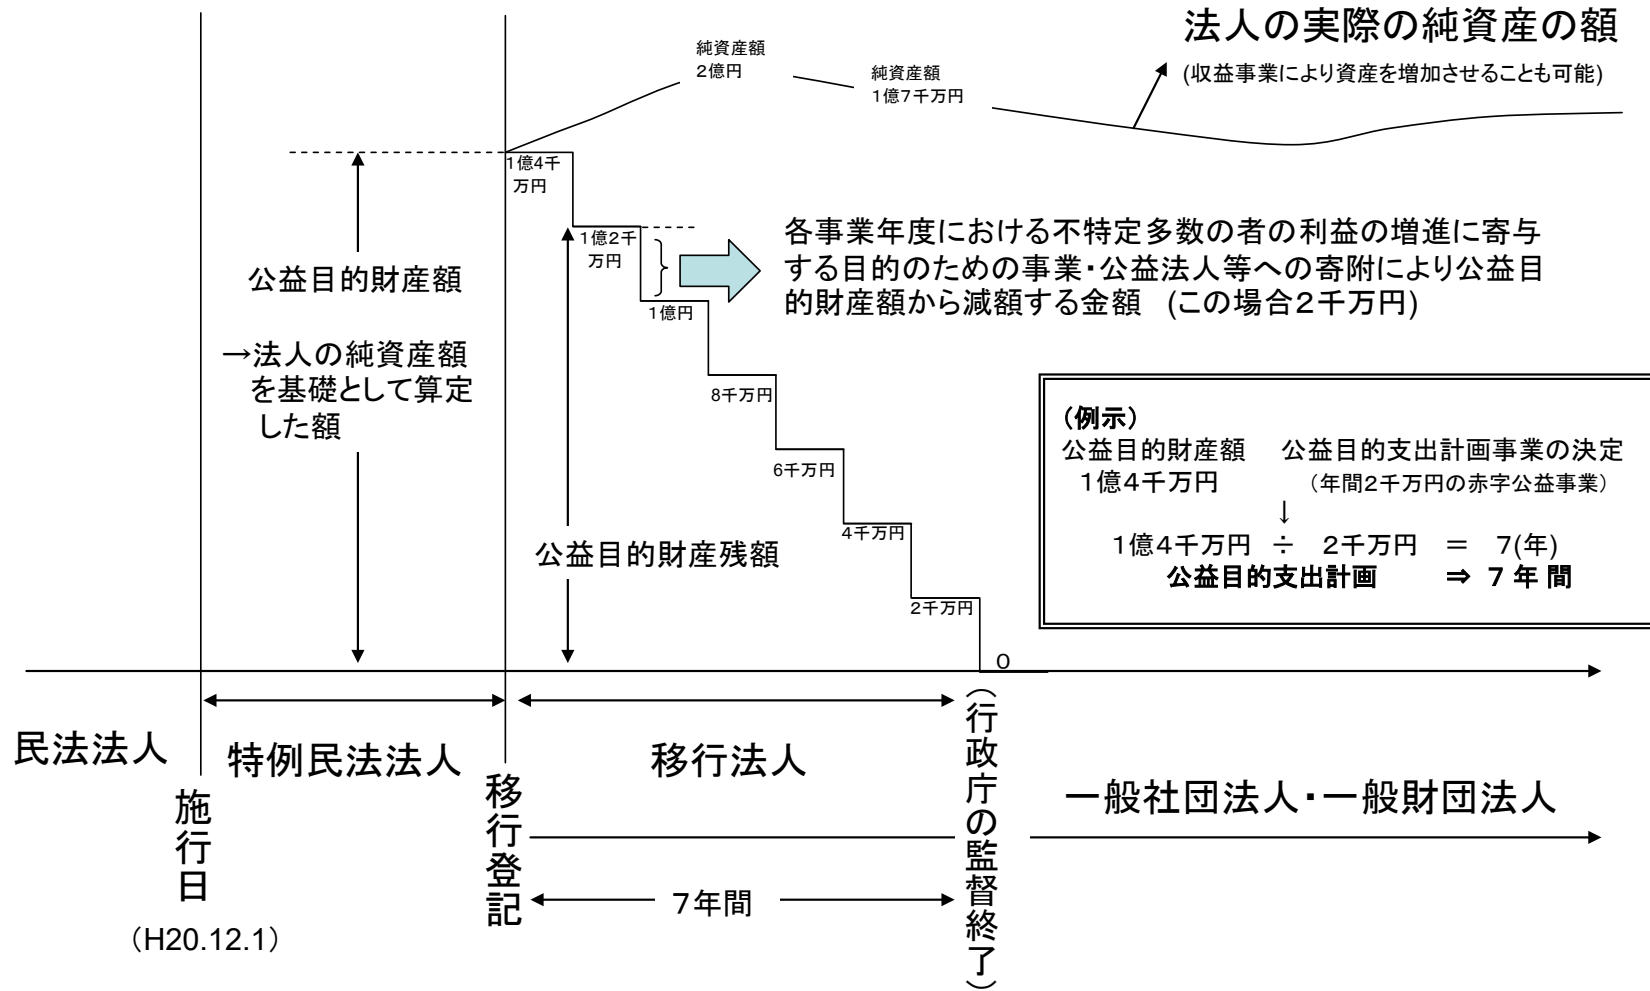 法人の実際の純資産の額
(収益事業により資産を増加させることも可能)
純資産額
2億円
純資産額
1億7千万円
1億4千
万円
1億2千
万円
1億円
8千万円
6千万円
4千万円
2千万円
0
各事業年度における不特定多数の者の利益の増進に寄与
する目的のための事業・公益法人等への寄附により公益目
的財産額から減額する金額 (この場合2千万円)
公益目的財産額
→法人の純資産額
を基礎として算定
した額
公益目的財産残額
(例示)
公益目的財産額 公益目的支出計画事業の決定
1億4千万円 (年間2千万円の赤字公益事業)
↓
1億4千万円 ÷ 2千万円 = 7(年)
公益目的支出計画 ⇒ 7年間
民法法人
特例民法法人
移行法人
一般社団法人・一般財団法人
施行日
(H20.12.1)
移行登記
7年間
(行政庁の監督終了)